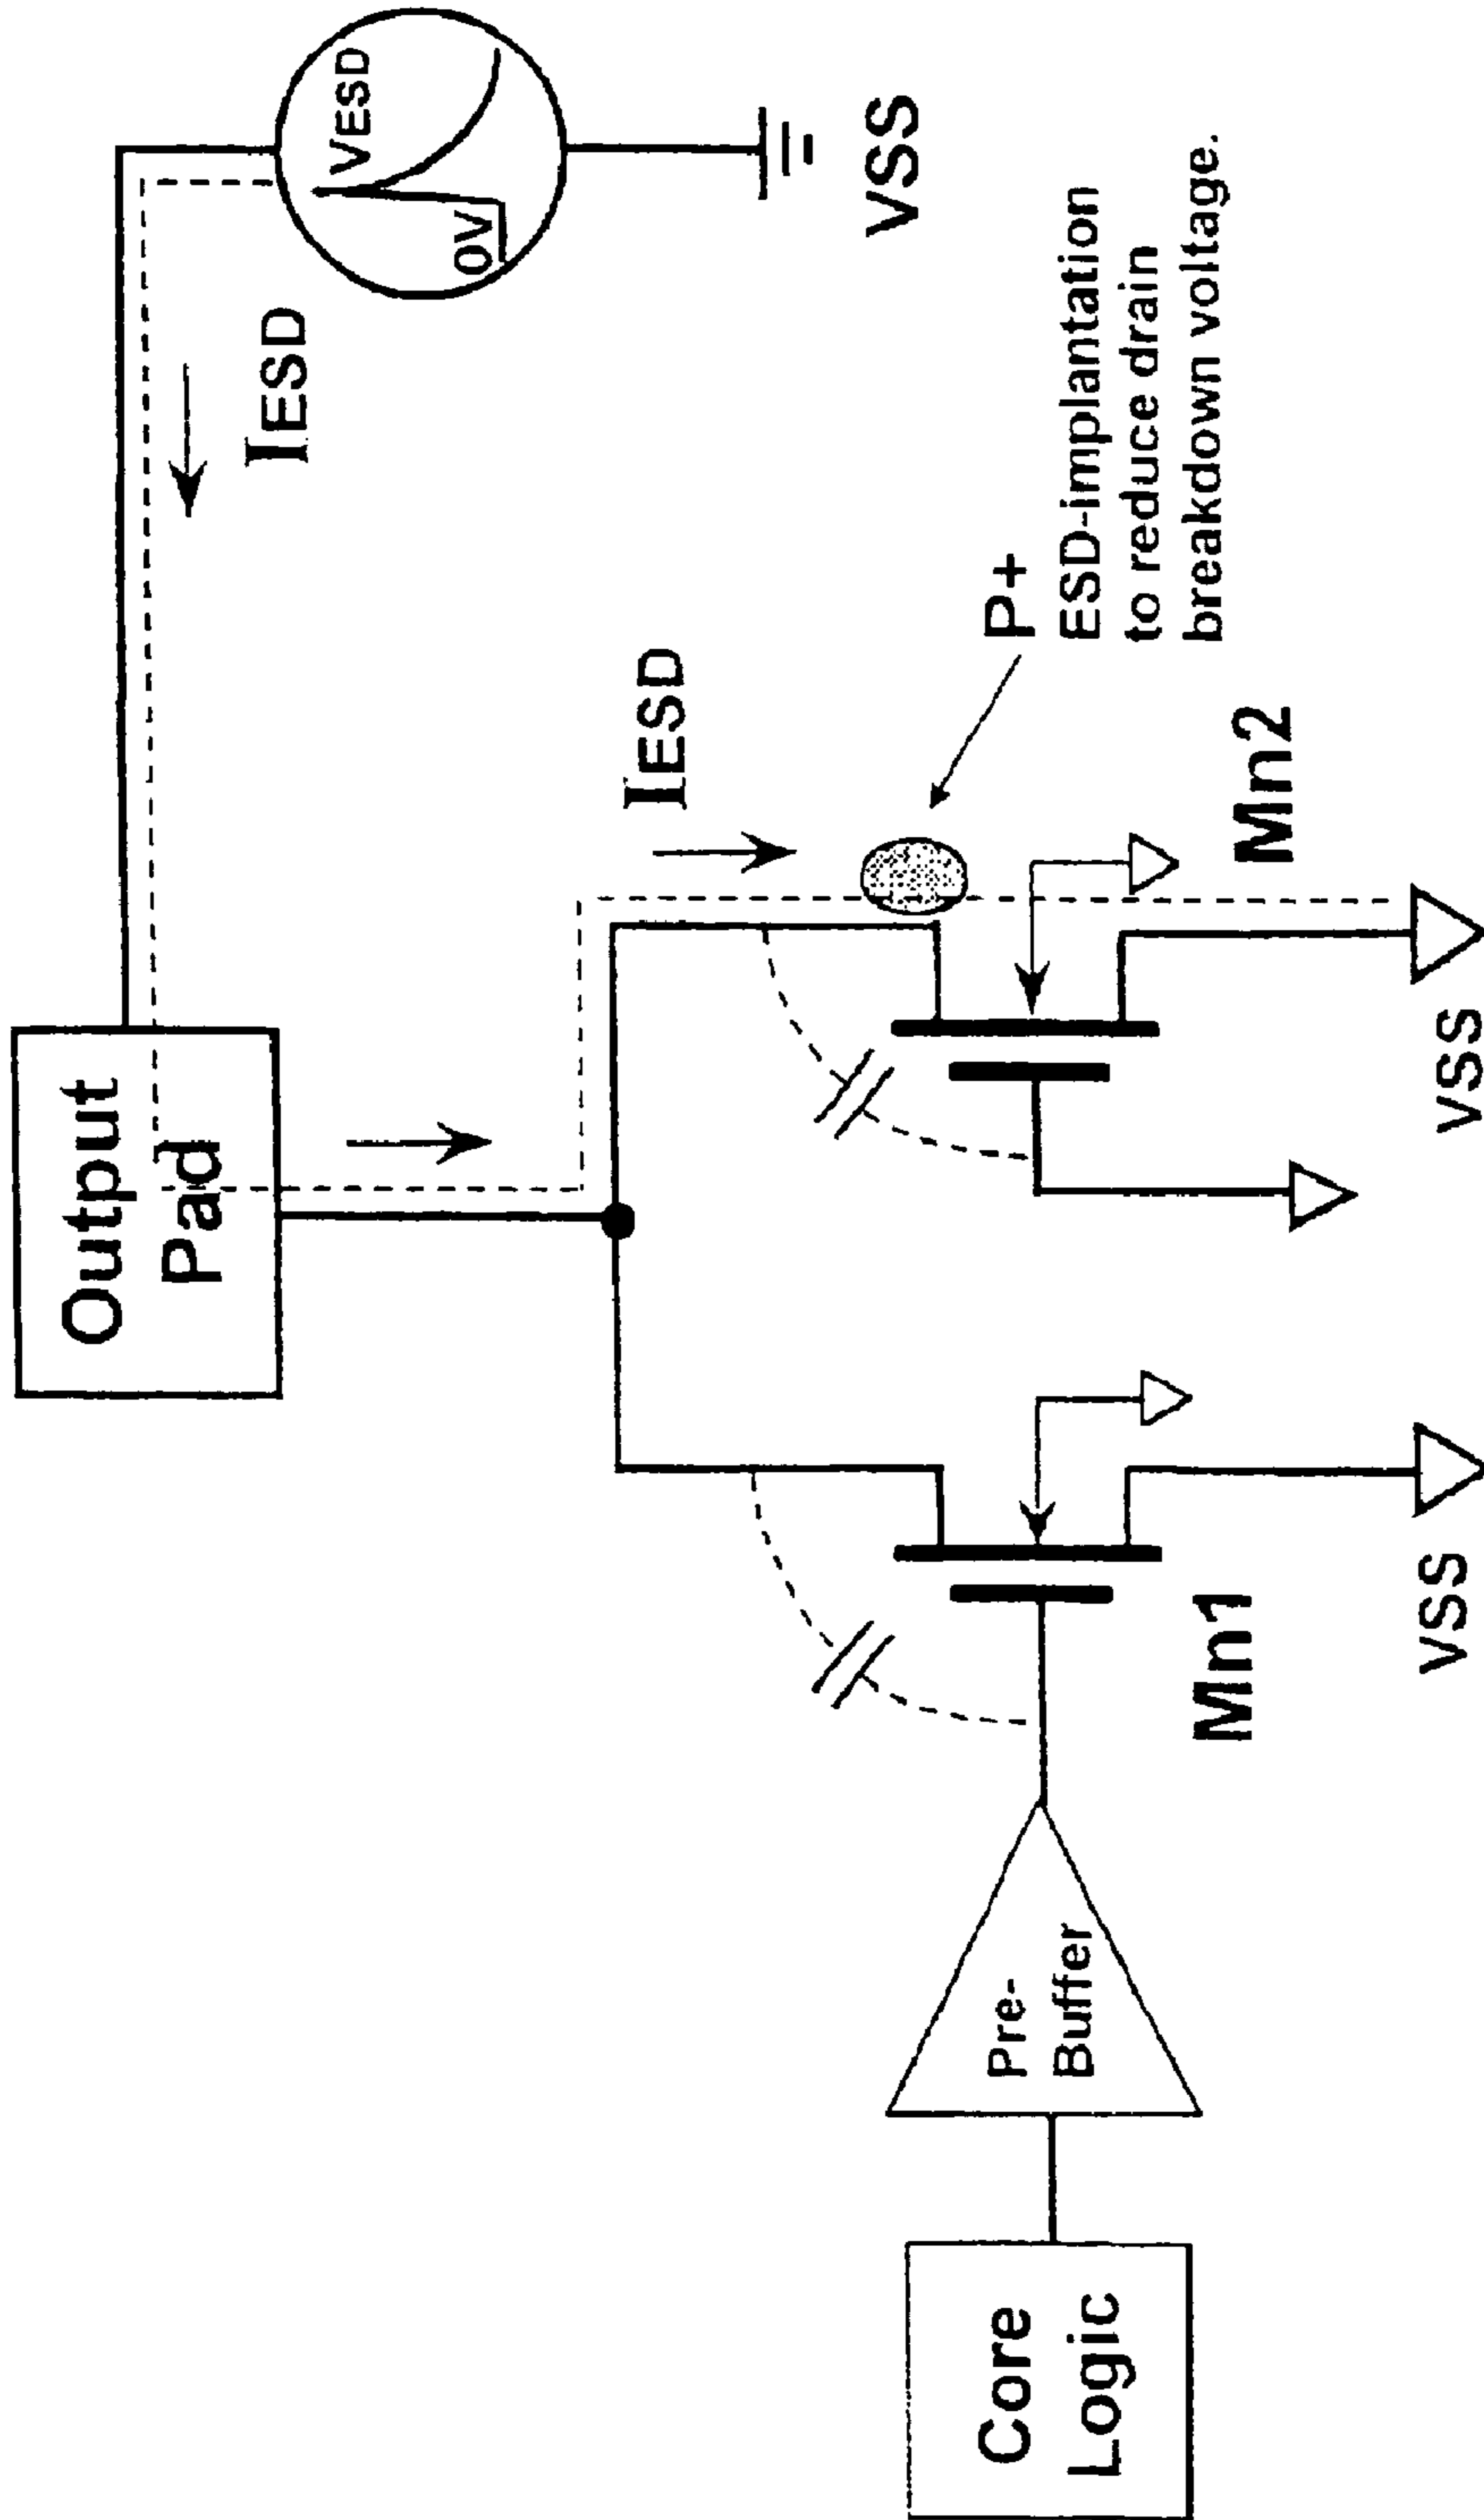 Output
Pad
VESD
0V
IESD
VSS
IESD
P+
ESD-implantation
to reduce drain
breakdown voltage.
Core
Logic
Pre-
Buffer
Mn1
VSS
Mn2
VSS